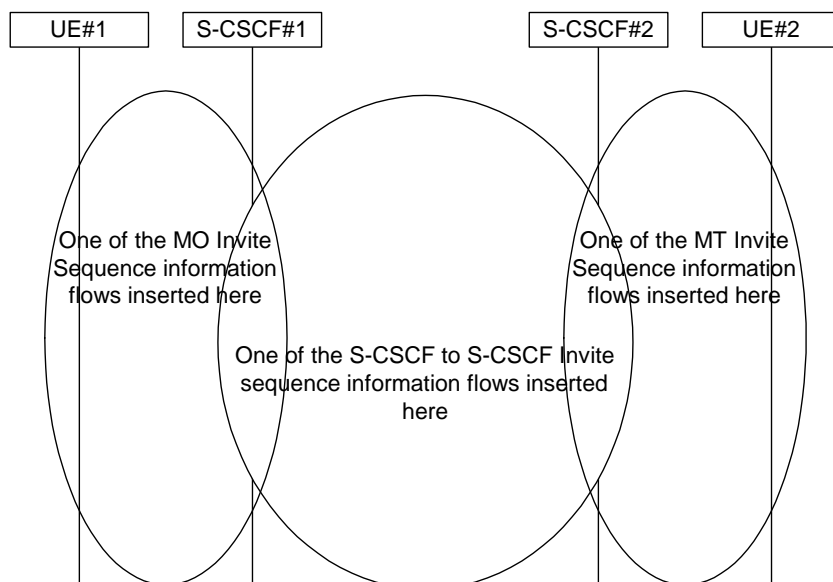 UE#1
S-CSCF#1
S-CSCF#2
UE#2
One of the MO Invite
Sequence information
flows inserted here
One of the MT Invite
Sequence information
flows inserted here
One of the S-CSCF to S-CSCF Invite
sequence information flows inserted
here